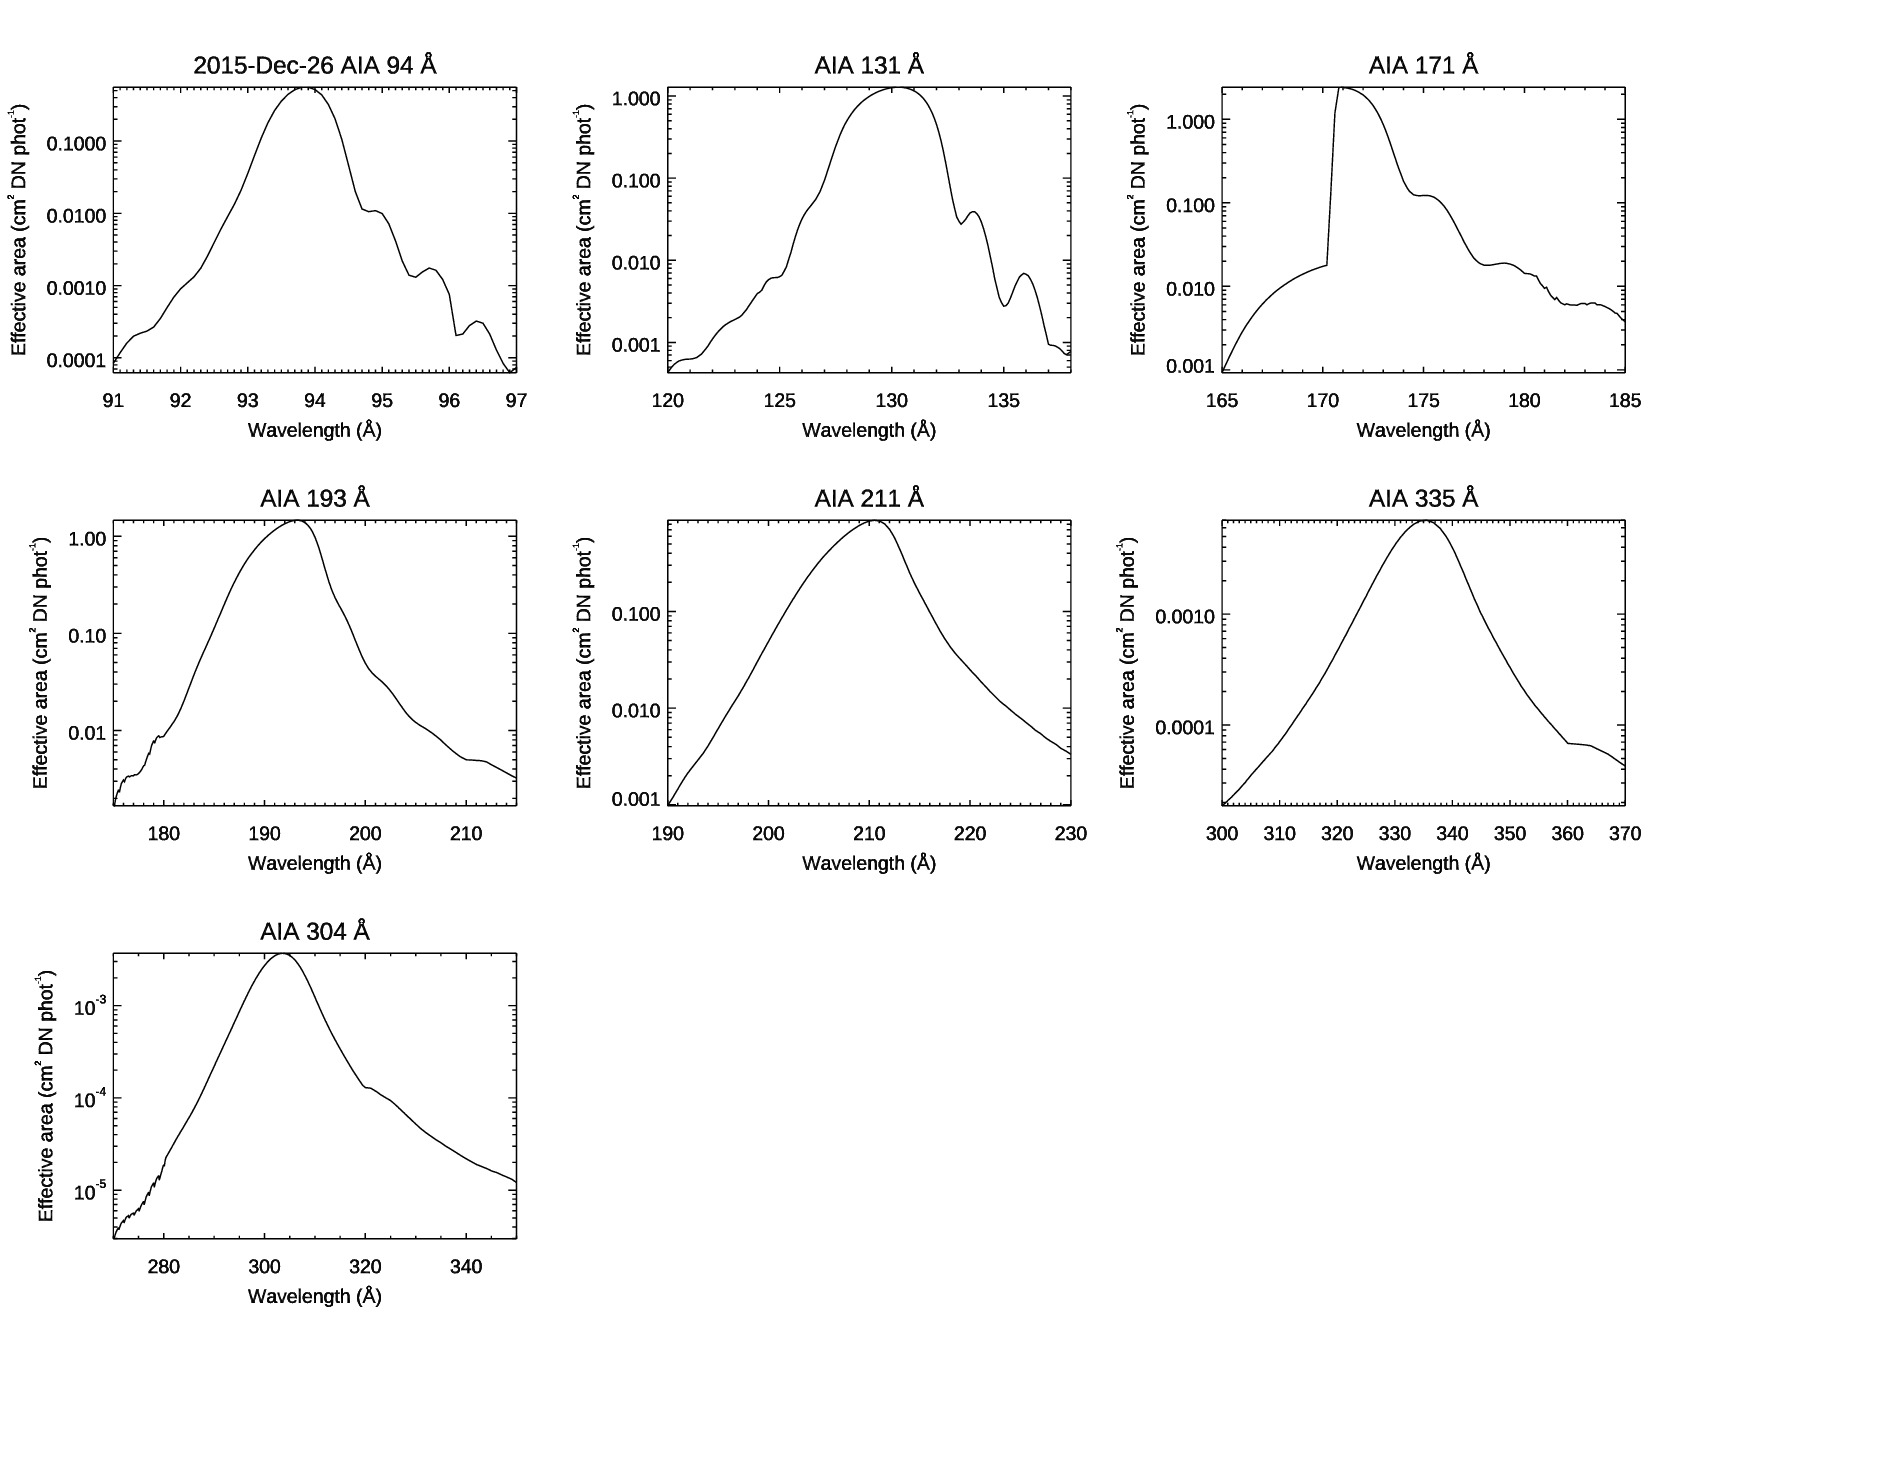 2015-Dec-26 AIA 94 Å
Effective area (cm² DN phot⁻¹)
0.1000
0.0100
0.0010
0.0001
91 92 93 94 95 96 97
Wavelength (Å)
AIA 131 Å
Effective area (cm² DN phot⁻¹)
1.000
0.100
0.010
0.001
120 125 130 135
Wavelength (Å)
AIA 171 Å
Effective area (cm² DN phot⁻¹)
1.000
0.100
0.010
0.001
165 170 175 180 185
Wavelength (Å)
AIA 193 Å
Effective area (cm² DN phot⁻¹)
1.00
0.10
0.01
180 190 200 210
Wavelength (Å)
AIA 211 Å
Effective area (cm² DN phot⁻¹)
0.100
0.010
0.001
190 200 210 220 230
Wavelength (Å)
AIA 335 Å
Effective area (cm² DN phot⁻¹)
0.0010
0.0001
300 310 320 330 340 350 360 370
Wavelength (Å)
AIA 304 Å
Effective area (cm² DN phot⁻¹)
10⁻³
10⁻⁴
10⁻⁵
280 300 320 340
Wavelength (Å)